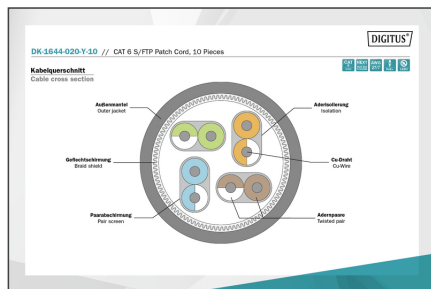 DIGITUS®
DK-1644-020-Y-10 // CAT 6 S/FTP Patch Cord, 10 Pieces
Kabelquerschnitt
Cable cross section
Außenmantel
Outer jacket
Aderisolierung
Isolation
Geflechtschirmung
Braid shield
Cu-Draht
Cu-Wire
Paarabschirmung
Pair screen
Adernpaare
Twisted pair